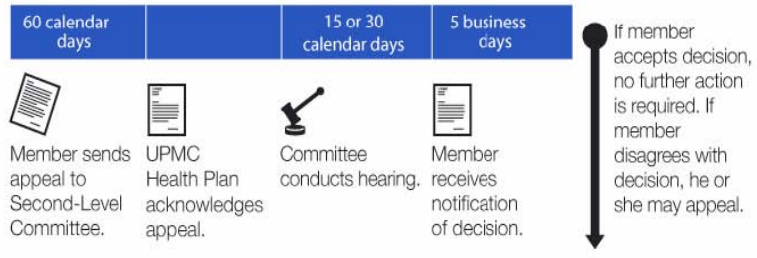 60 calendar
days
15 or 30
calendar days
5 business
days
Member sends
appeal to
Second-Level
Committee.
UPMC
Health Plan
acknowledges
appeal.
Committee
conducts hearing.
Member
receives
notification
of decision.
If member
accepts decision,
no further action
is required. If
member
disagrees with
decision, he or
she may appeal.